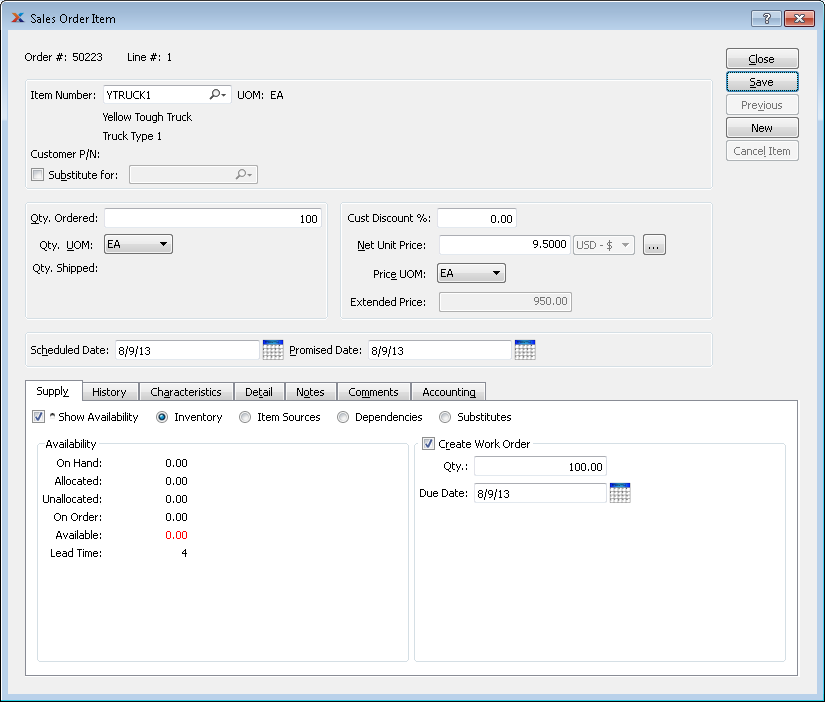 Sales Order Item
Order #: 50223 Line #: 1
Close
Save
Previous
New
Cancel Item
Item Number: YTRUCK1 UOM: EA
Yellow Tough Truck
Truck Type 1
Customer P/N:
Substitute for:
Qty. Ordered: 100
Qty. UOM: EA
Qty. Shipped:
Cust Discount %: 0.00
Net Unit Price: 9.5000 USD - $ ...
Price UOM: EA
Extended Price: 950.00
Scheduled Date: 8/9/13 Promised Date: 8/9/13
Supply History Characteristics Detail Notes Comments Accounting
* Show Availability Inventory Item Sources Dependencies Substitutes
Availability
On Hand: 0.00
Allocated: 0.00
Unallocated: 0.00
On Order: 0.00
Available: 0.00
Lead Time: 4
Create Work Order
Qty.: 100.00
Due Date: 8/9/13